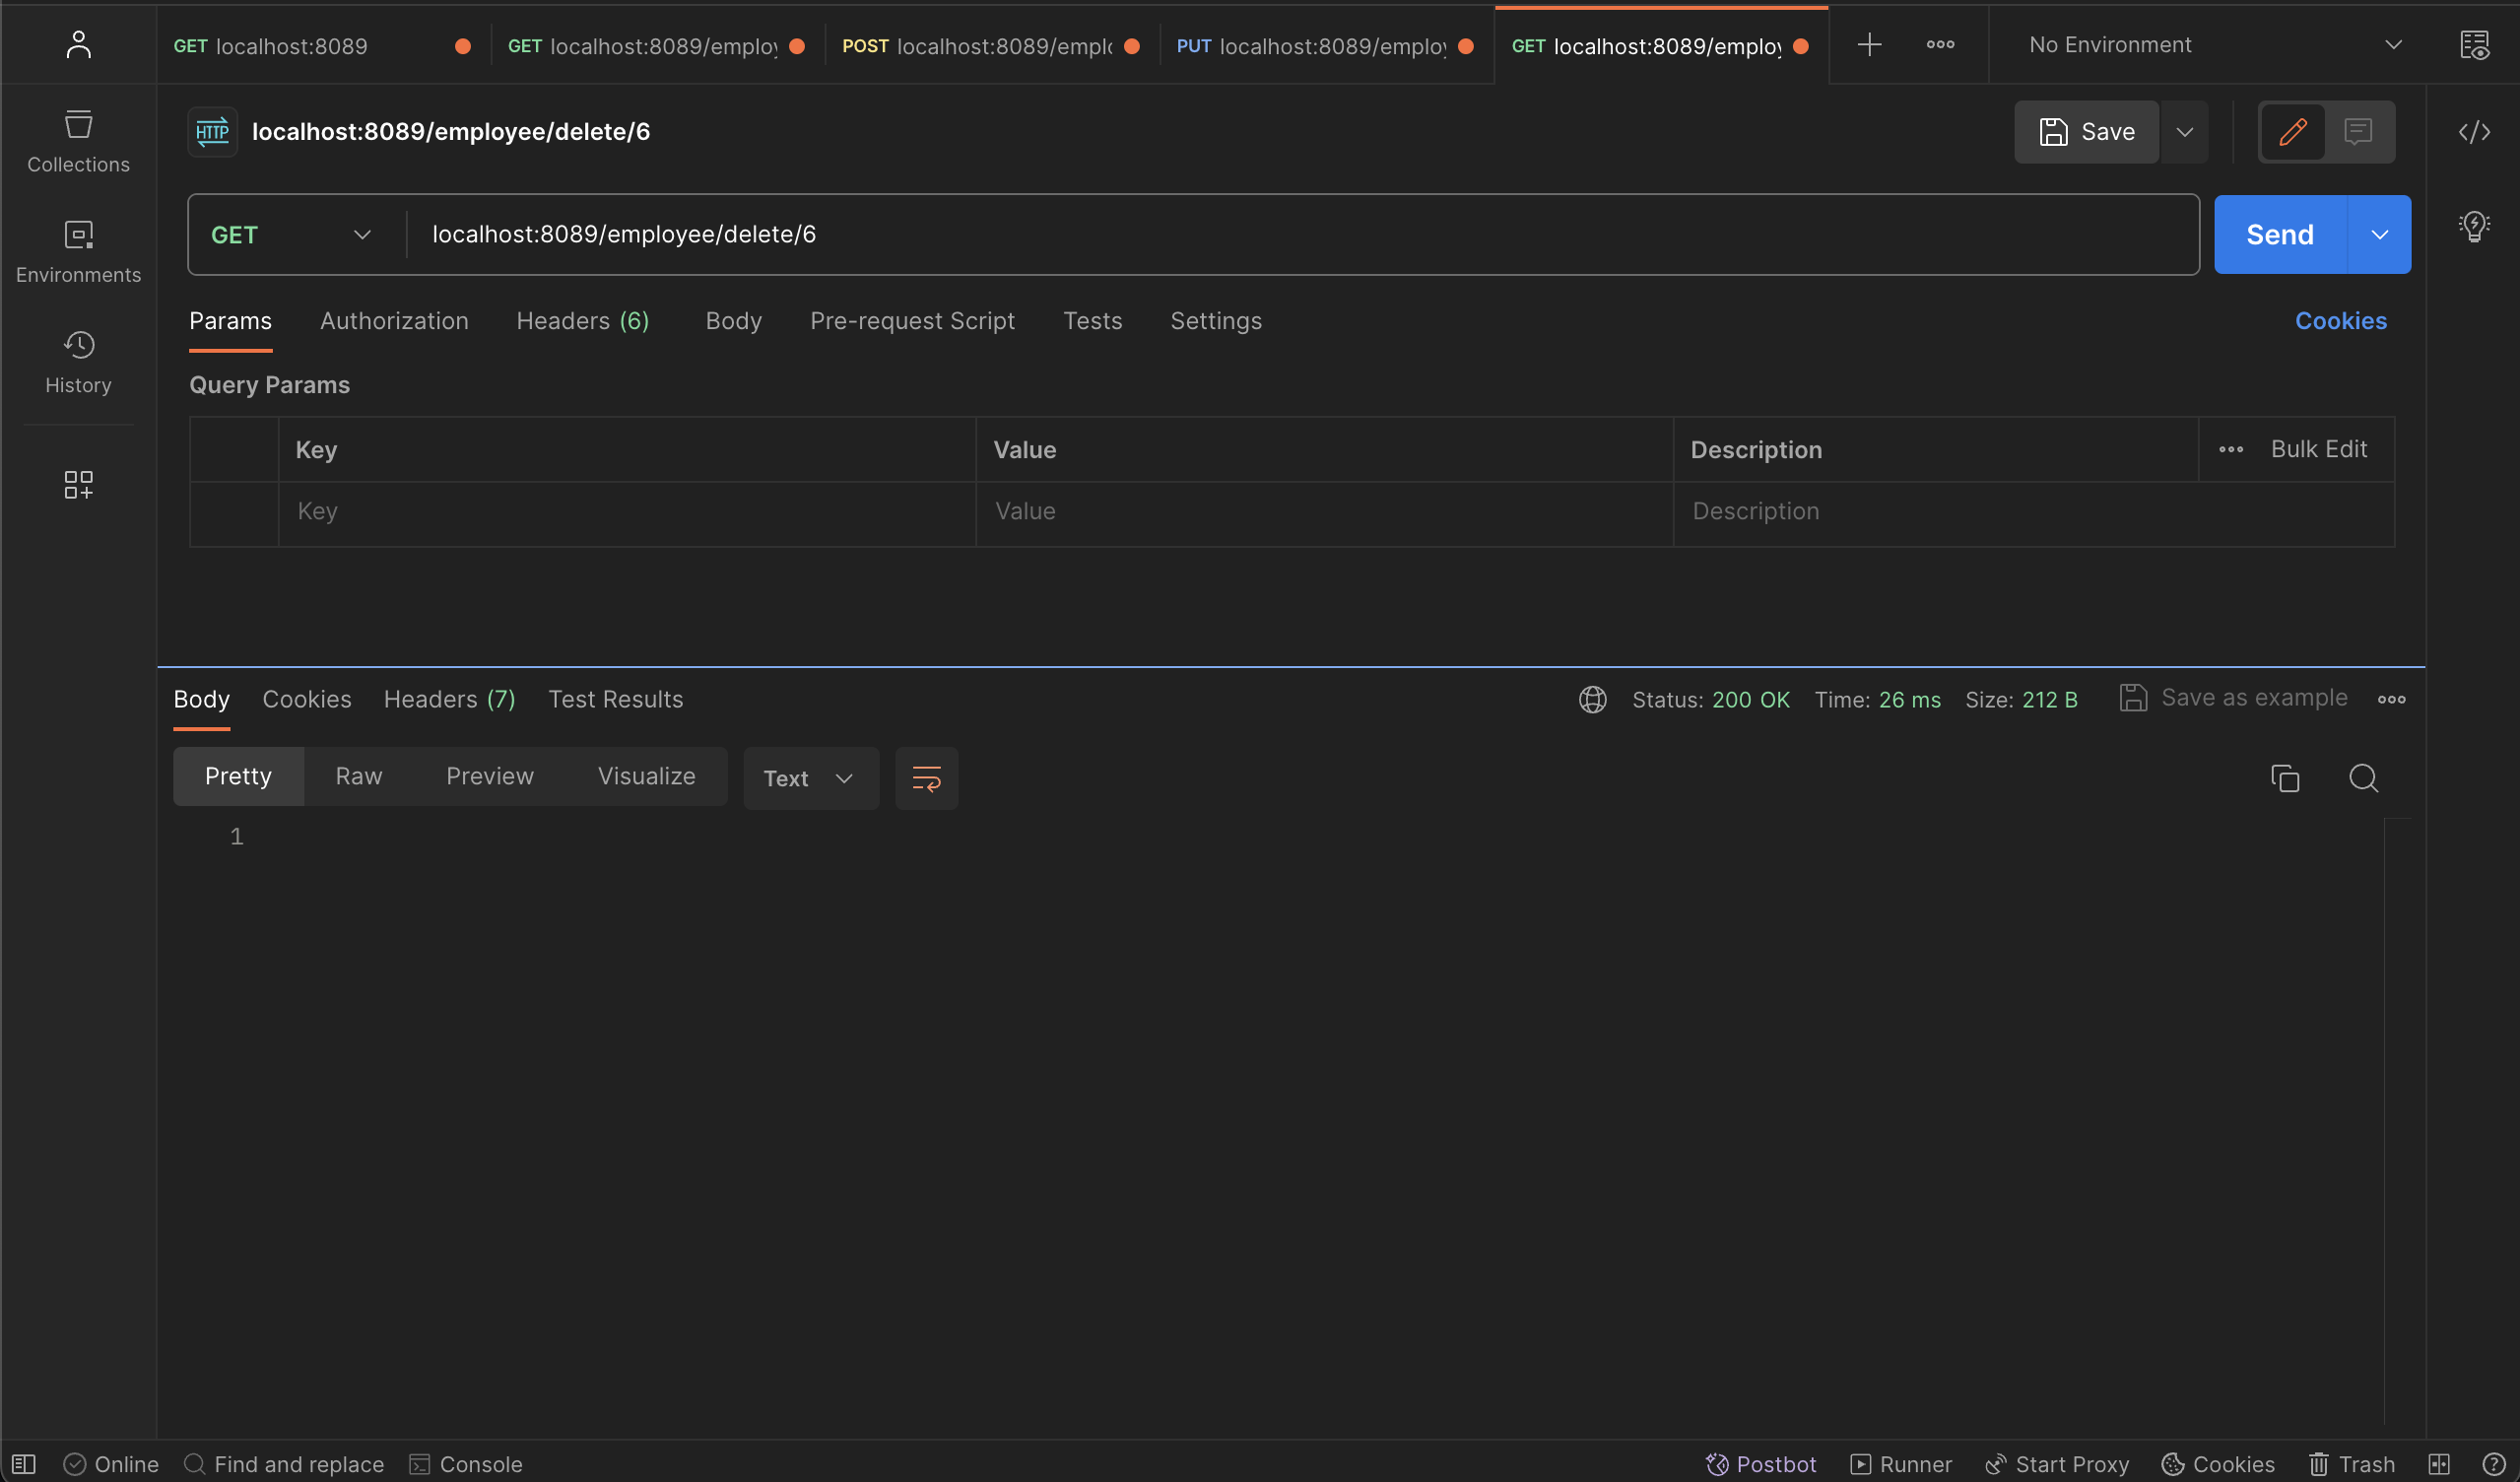 GET localhost:8089
GET localhost:8089/employ
POST localhost:8089/empl
PUT localhost:8089/employ
GET localhost:8089/employ
No Environment
Collections
Environments
History
HTTP localhost:8089/employee/delete/6
Save
GET localhost:8089/employee/delete/6
Send
Params Authorization Headers (6) Body Pre-request Script Tests Settings Cookies
Query Params
Key Value Description Bulk Edit
Key Value Description
Body Cookies Headers (7) Test Results
Status: 200 OK Time: 26 ms Size: 212 B Save as example
Pretty Raw Preview Visualize Text
1
Online Find and replace Console Postbot Runner Start Proxy Cookies Trash